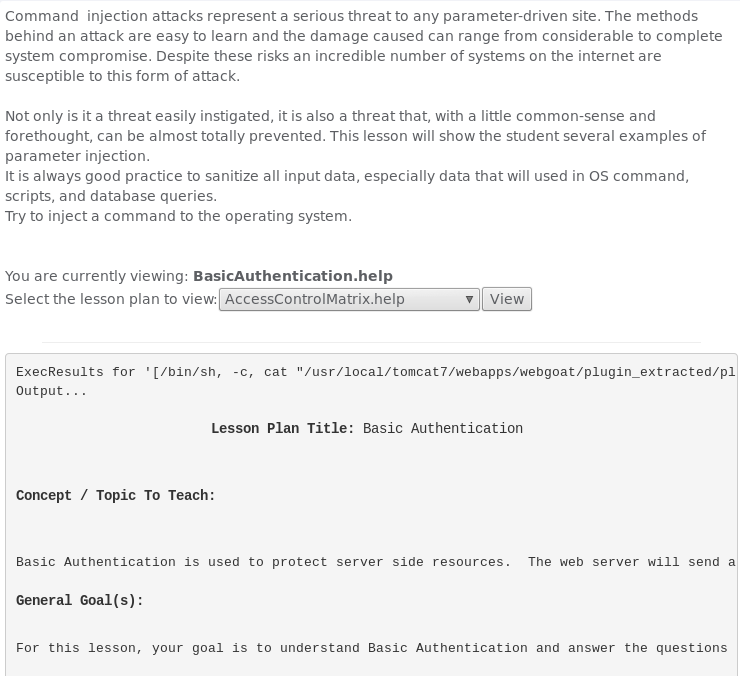 Command  injection attacks represent a serious threat to any parameter-driven site. The methods
behind an attack are easy to learn and the damage caused can range from considerable to complete
system compromise. Despite these risks an incredible number of systems on the internet are
susceptible to this form of attack.
Not only is it a threat easily instigated, it is also a threat that, with a little common-sense and
forethought, can be almost totally prevented. This lesson will show the student several examples of
parameter injection.
It is always good practice to sanitize all input data, especially data that will used in OS command,
scripts, and database queries.
Try to inject a command to the operating system.
You are currently viewing: BasicAuthentication.help
Select the lesson plan to view: AccessControlMatrix.help View
ExecResults for '[/bin/sh, -c, cat "/usr/local/tomcat7/webapps/webgoat/plugin_extracted/pl
Output...
Lesson Plan Title: Basic Authentication
Concept / Topic To Teach:
Basic Authentication is used to protect server side resources.  The web server will send a
General Goal(s):
For this lesson, your goal is to understand Basic Authentication and answer the questions